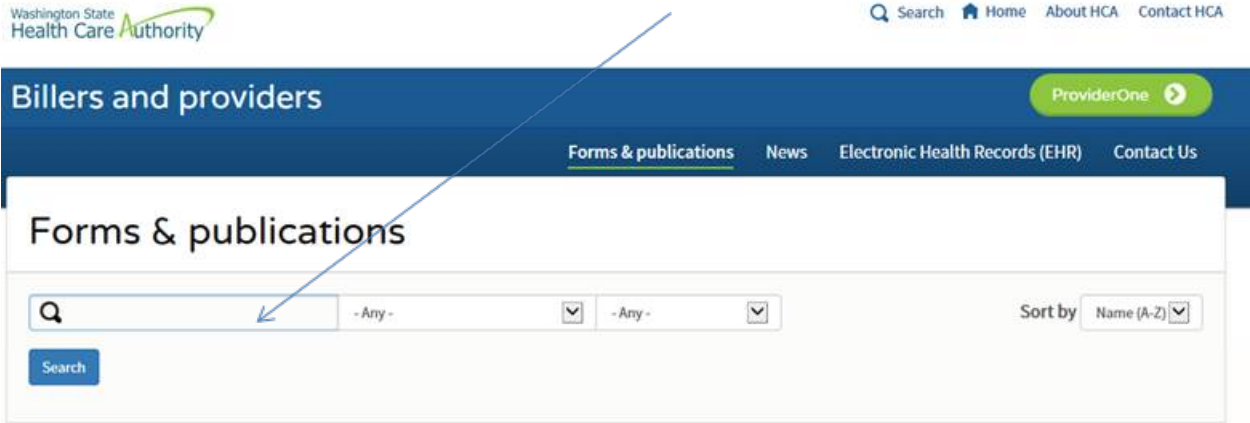 Washington State
Health Care Authority
Search Home About HCA Contact HCA
Billers and providers
ProviderOne
Forms & publications News Electronic Health Records (EHR) Contact Us
Forms & publications
- Any - - Any - Sort by Name (A-Z)
Search